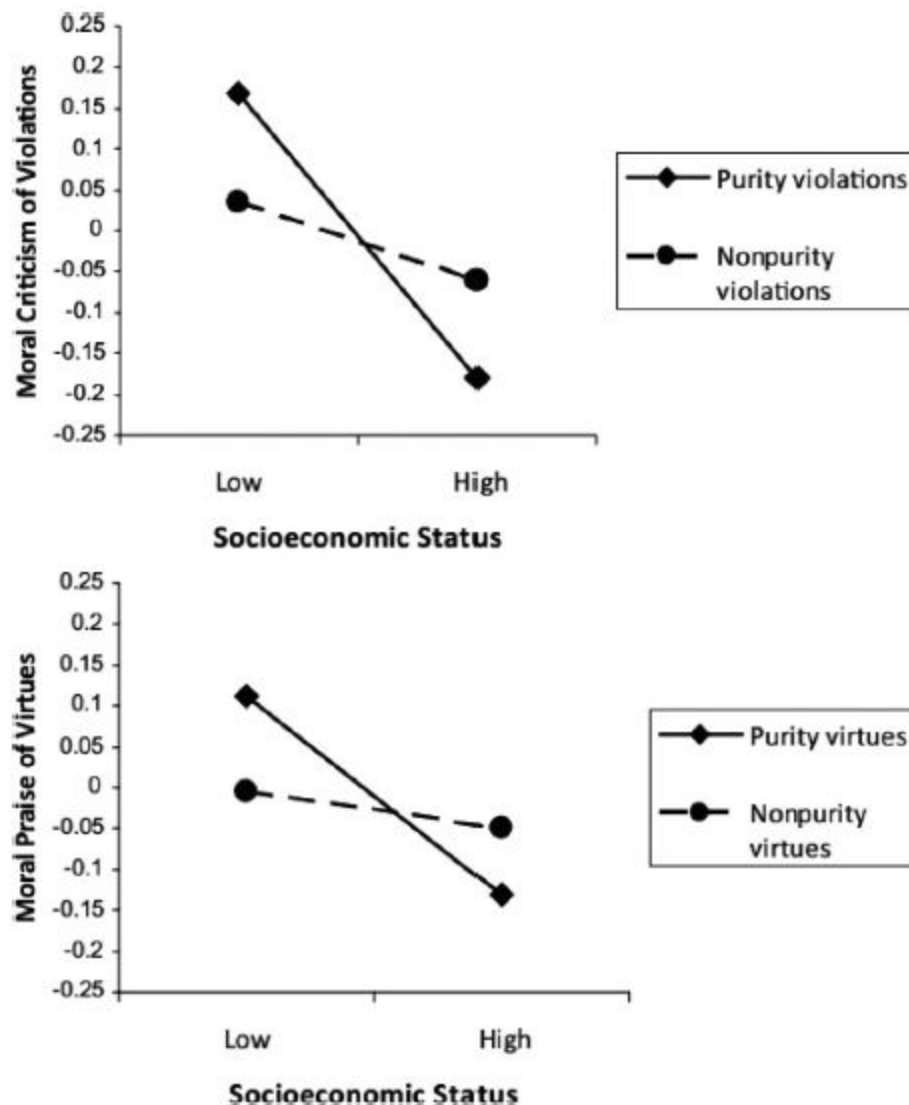 Moral Criticism of Violations
0.25
0.2
0.15
0.1
0.05
0
-0.05
-0.1
-0.15
-0.2
-0.25
Low High
Socioeconomic Status
Purity violations
Nonpurity
violations
Moral Praise of Virtues
0.25
0.2
0.15
0.1
0.05
0
-0.05
-0.1
-0.15
-0.2
-0.25
Low High
Socioeconomic Status
Purity virtues
Nonpurity
virtues